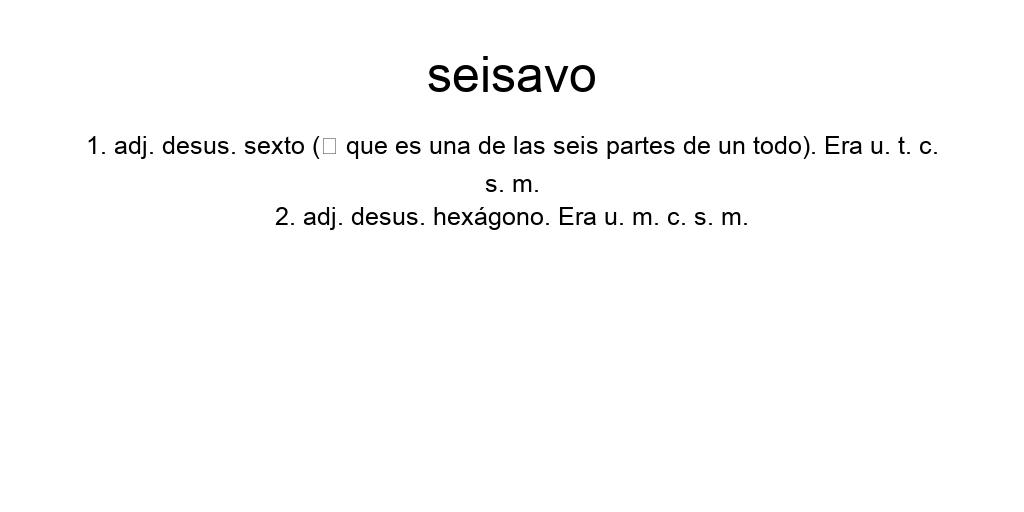 seisavo
1. adj. desus. sexto (▯ que es una de las seis partes de un todo). Era u. t. c.
s. m.
2. adj. desus. hexágono. Era u. m. c. s. m.